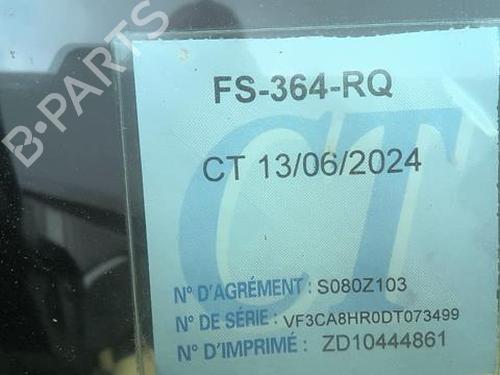 B-PARTS
FS-364-RQ
CT
CT 13/06/2024
N° D'AGRÉMENT : S080Z103
N° DE SÉRIE : VF3CA8HR0DT073499
N° D'IMPRIMÉ : ZD10444861